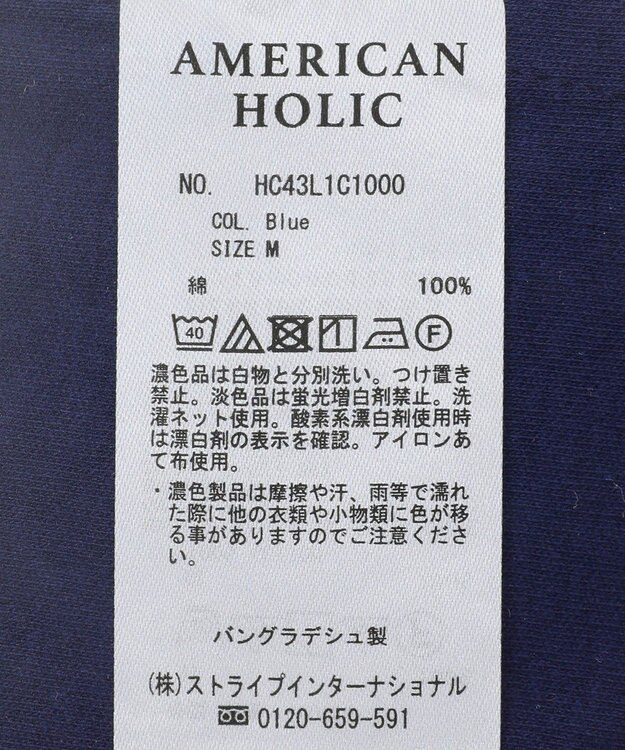 AMERICAN
HOLIC
NO. HC43L1C1000
COL. Blue
SIZE M
綿 100%
40 F
濃色品は白物と分別洗い。つけ置き
禁止。淡色品は蛍光増白剤禁止。洗
濯ネット使用。酸素系漂白剤使用時
は漂白剤の表示を確認。アイロンあ
て布使用。
・濃色製品は摩擦や汗、雨等で濡れ
た際に他の衣類や小物類に色が移
る事がありますのでご注意くださ
い。
バングラデシュ製
(株)ストライプインターナショナル
0120-659-591